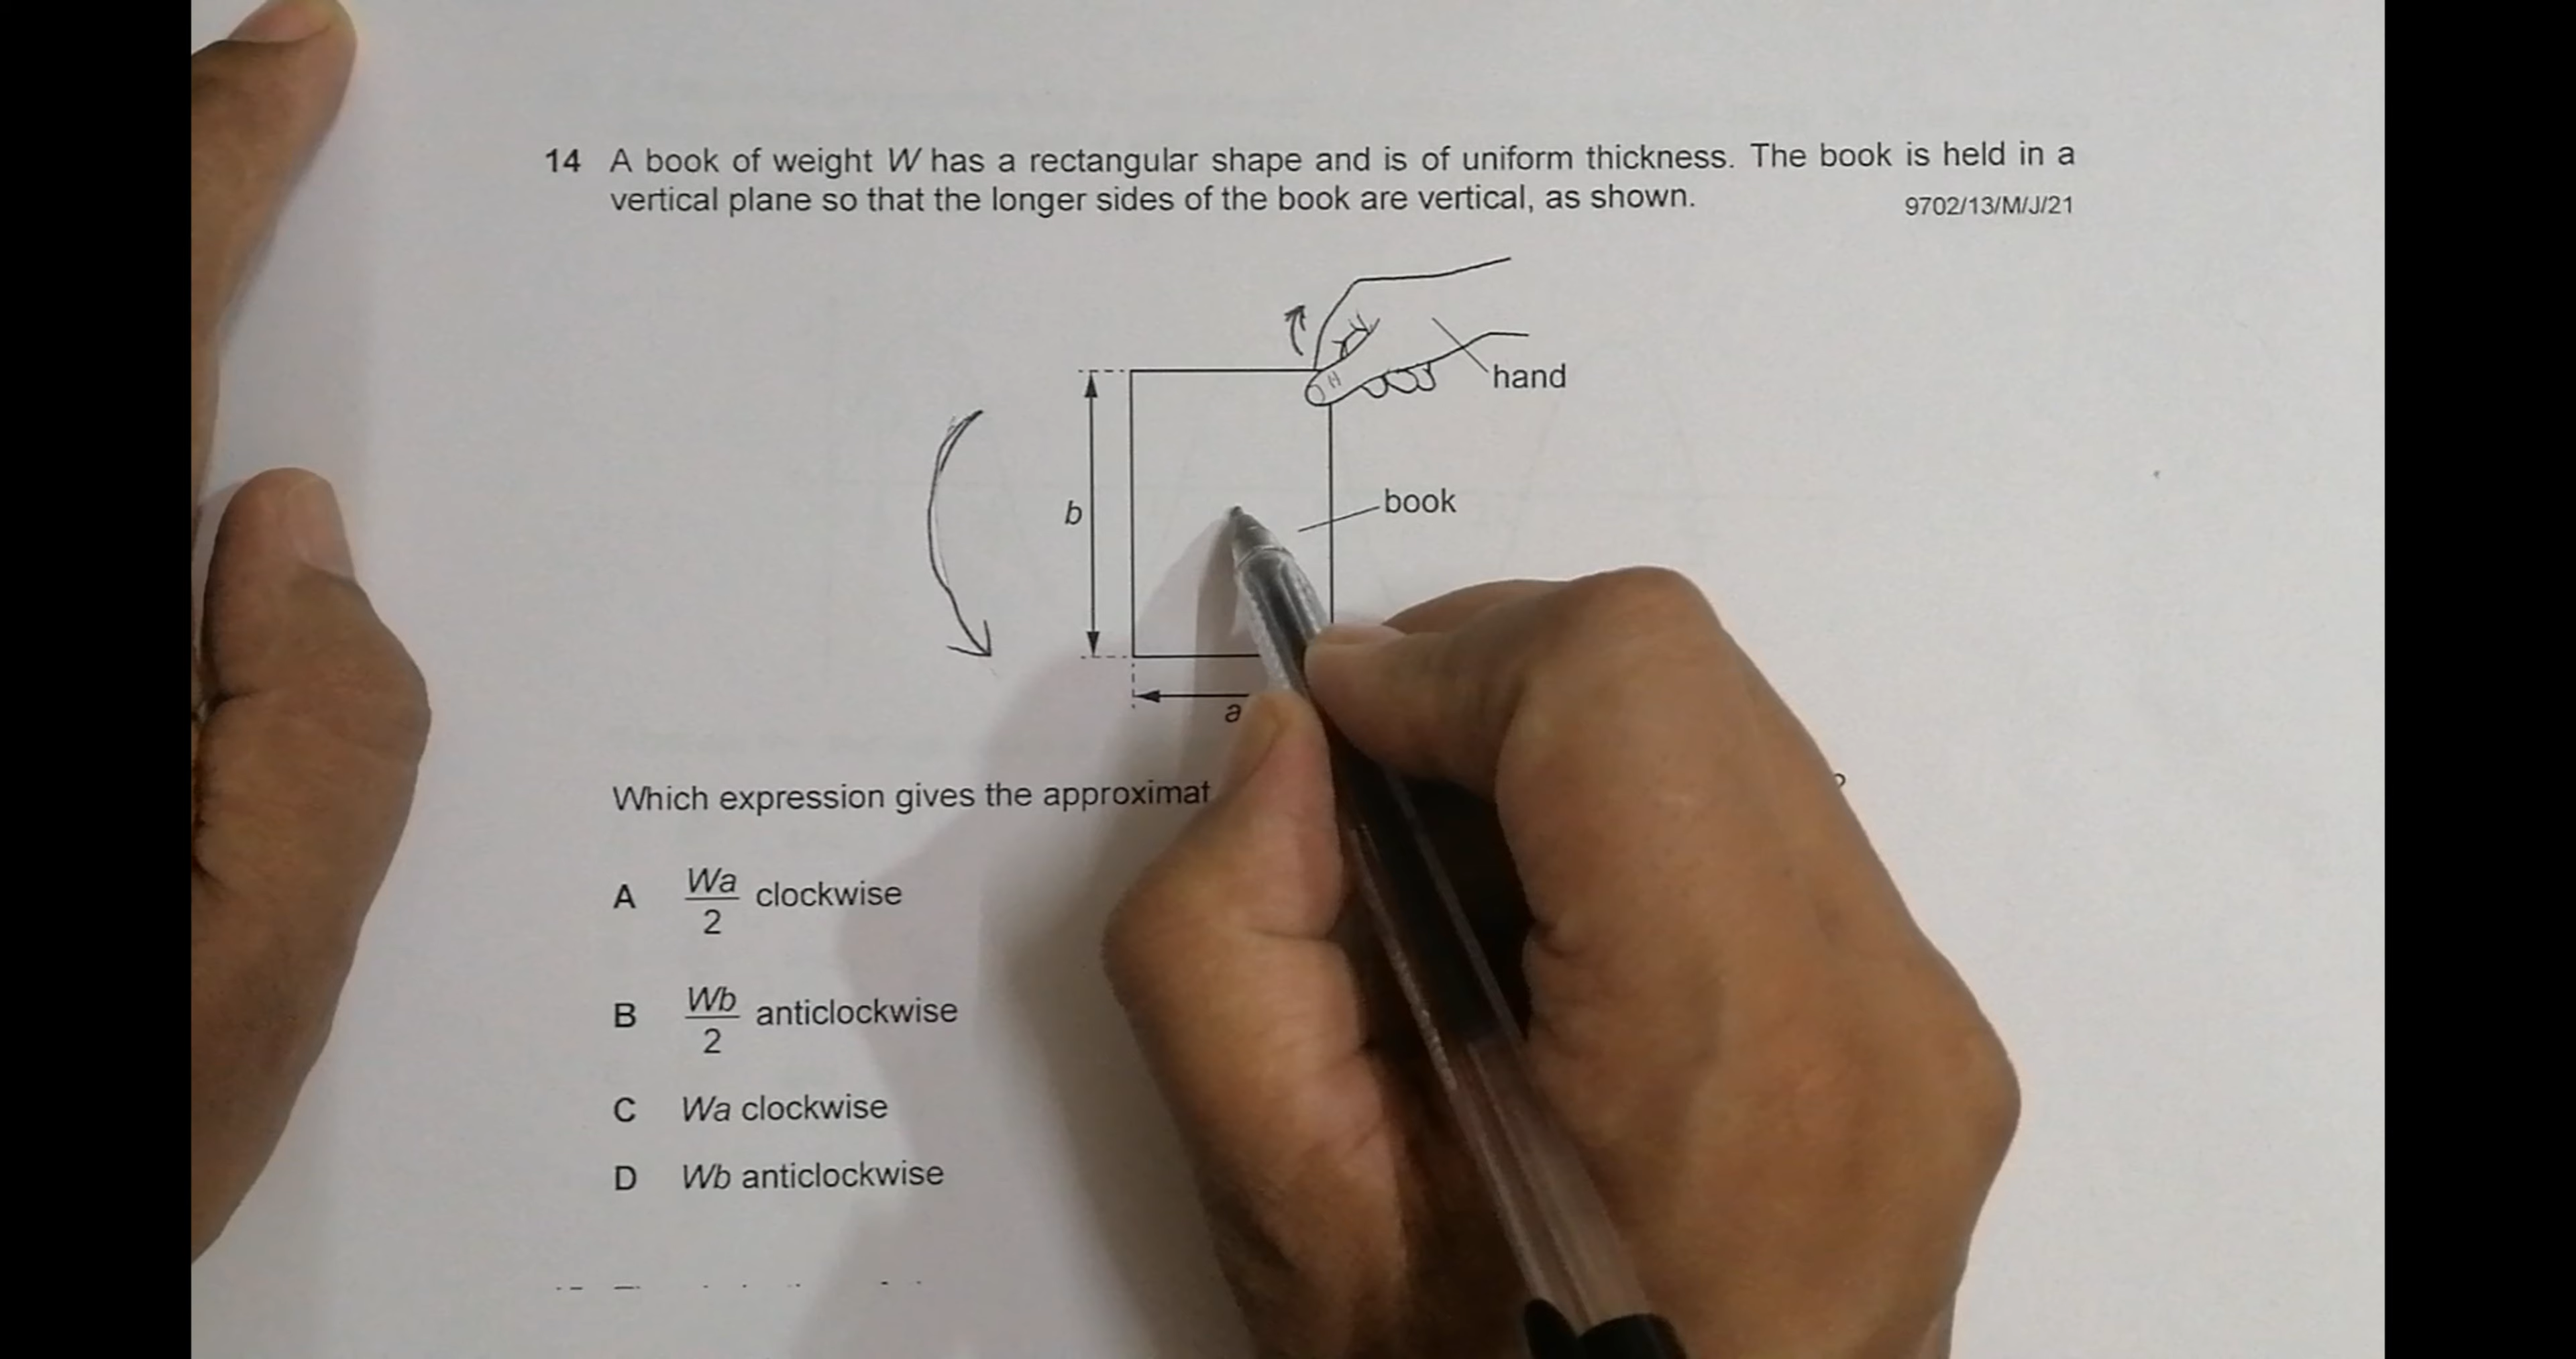 14 A book of weight W has a rectangular shape and is of uniform thickness. The book is held in a
vertical plane so that the longer sides of the book are vertical, as shown.
9702/13/M/J/21
hand
book
b
a
Which expression gives the approximat
A Wa/2 clockwise
B Wb/2 anticlockwise
C Wa clockwise
D Wb anticlockwise